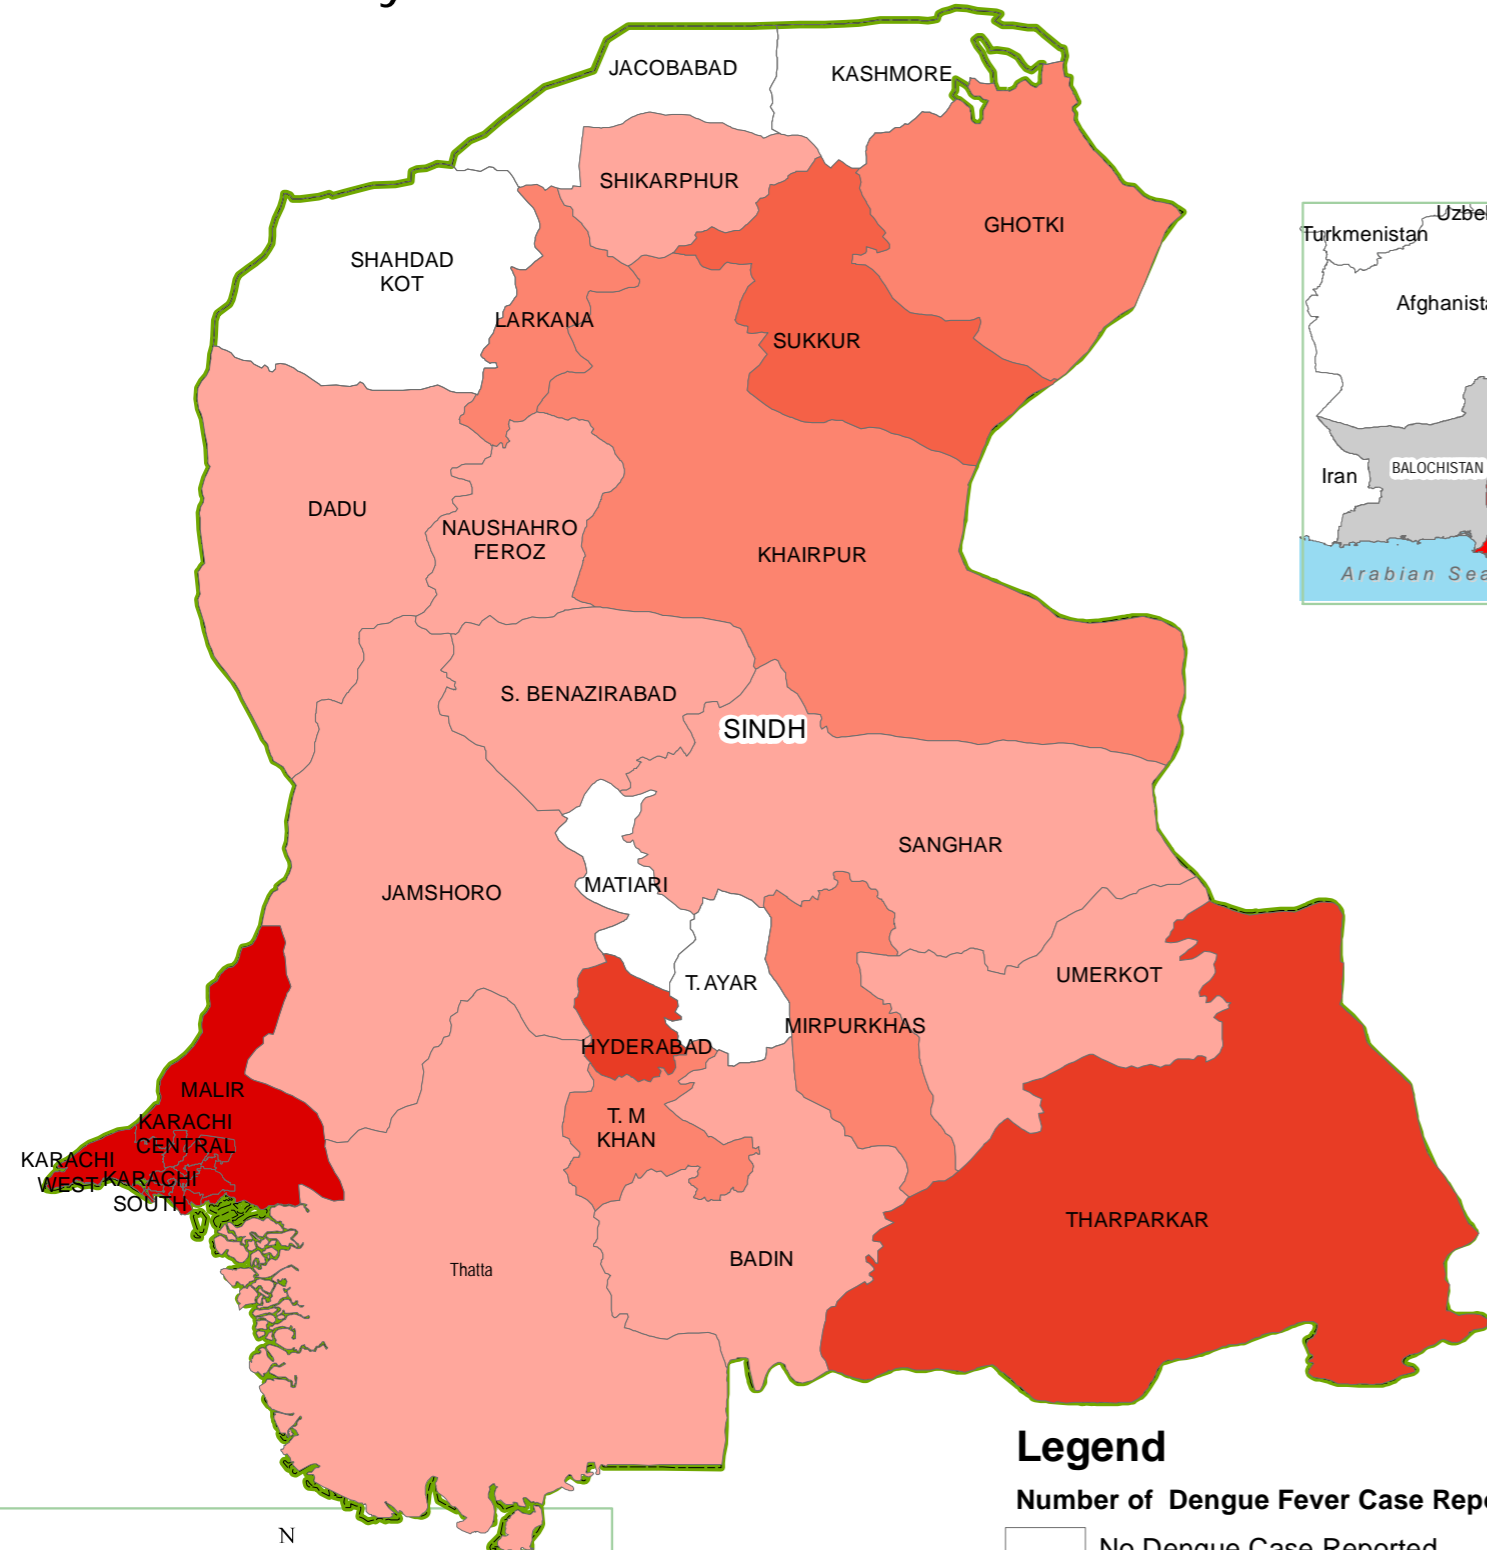 JACOBABAD
KASHMORE
SHIKARPHUR
GHOTKI
SHAHDAD
KOT
LARKANA
SUKKUR
DADU
NAUSHAHRO
FEROZ
KHAIRPUR
S. BENAZIRABAD
SINDH
SANGHAR
MATIARI
JAMSHORO
T. AYAR
UMERKOT
MIRPURKHAS
HYDERABAD
MALIR
T. M
KHAN
KARACHI
CENTRAL
KARACHI
WEST
KARACHI
SOUTH
THARPARKAR
BADIN
Thatta
Uzbe
Turkmenistan
Afghanista
Iran
BALOCHISTAN
Arabian Sea
Legend
Number of Dengue Fever Case Repo
No Dengue Case Reported
N